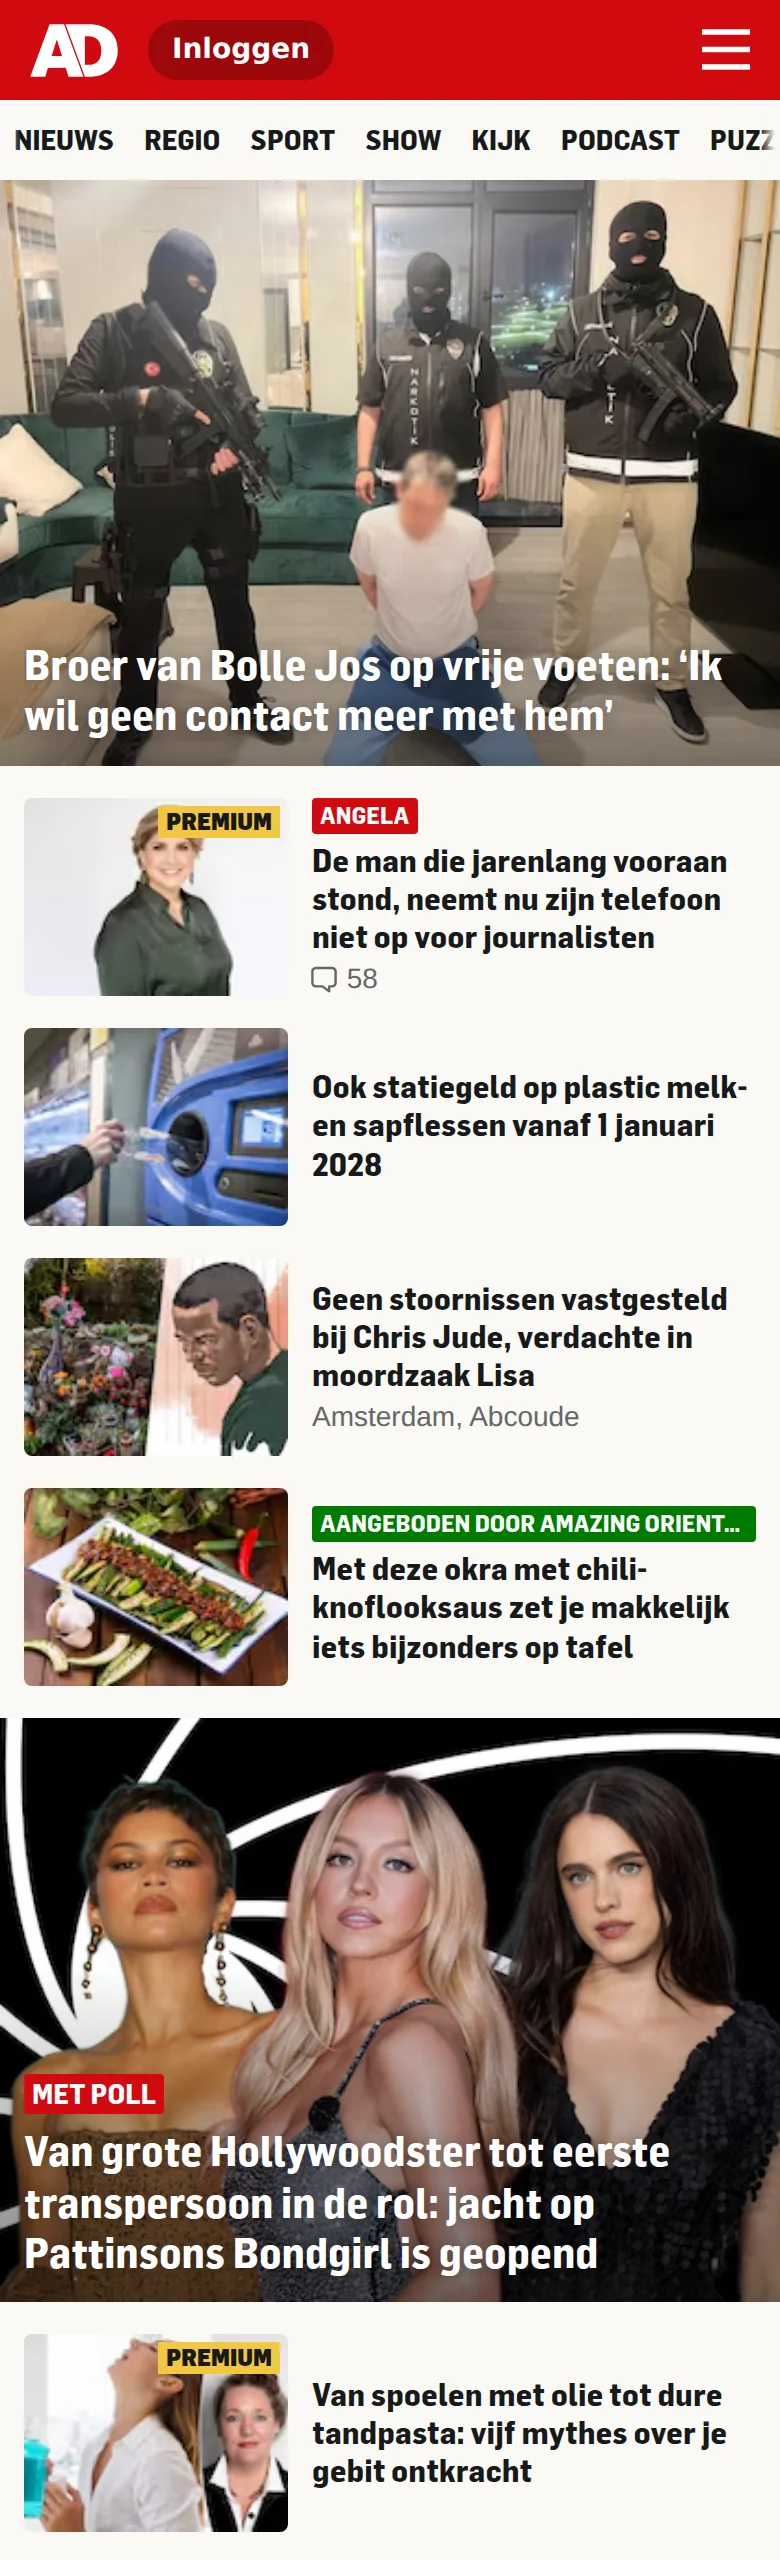 AD
Inloggen
NIEUWS REGIO SPORT SHOW KIJK PODCAST PUZZ
NARKOTİK
TİK
Broer van Bolle Jos op vrije voeten: ‘Ik
wil geen contact meer met hem’
PREMIUM
ANGELA
De man die jarenlang vooraan
stond, neemt nu zijn telefoon
niet op voor journalisten
58
Ook statiegeld op plastic melk-
en sapflessen vanaf 1 januari
2028
Geen stoornissen vastgesteld
bij Chris Jude, verdachte in
moordzaak Lisa
Amsterdam, Abcoude
AANGEBODEN DOOR AMAZING ORIENT...
Met deze okra met chili-
knoflooksaus zet je makkelijk
iets bijzonders op tafel
MET POLL
Van grote Hollywoodster tot eerste
transpersoon in de rol: jacht op
Pattinsons Bondgirl is geopend
PREMIUM
Van spoelen met olie tot dure
tandpasta: vijf mythes over je
gebit ontkracht